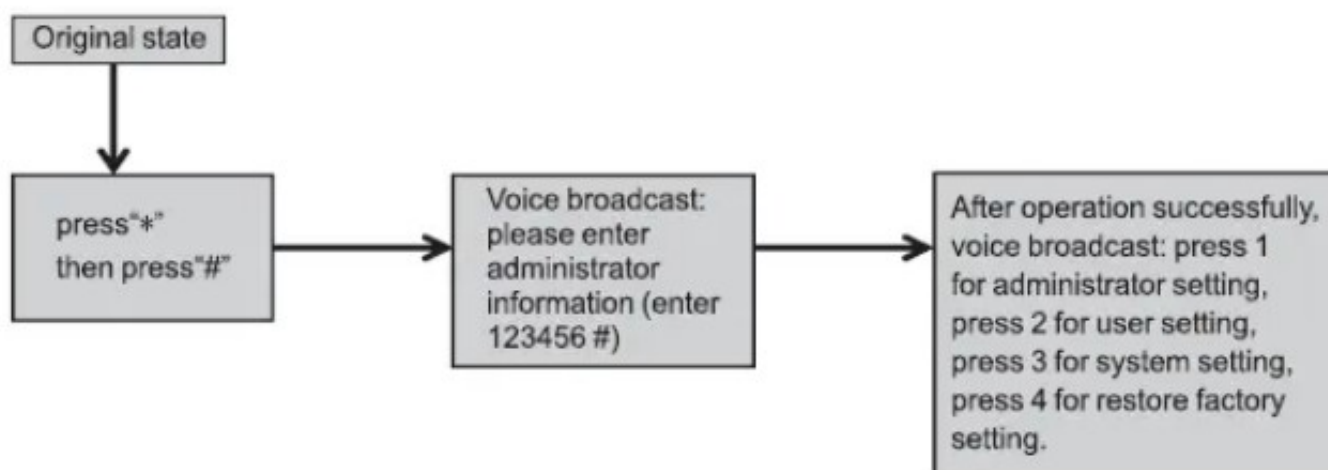 Original state
press“*”
then press“#”
Voice broadcast:
please enter
administrator
information (enter
123456 #)
After operation successfully,
voice broadcast: press 1
for administrator setting,
press 2 for user setting,
press 3 for system setting,
press 4 for restore factory
setting.